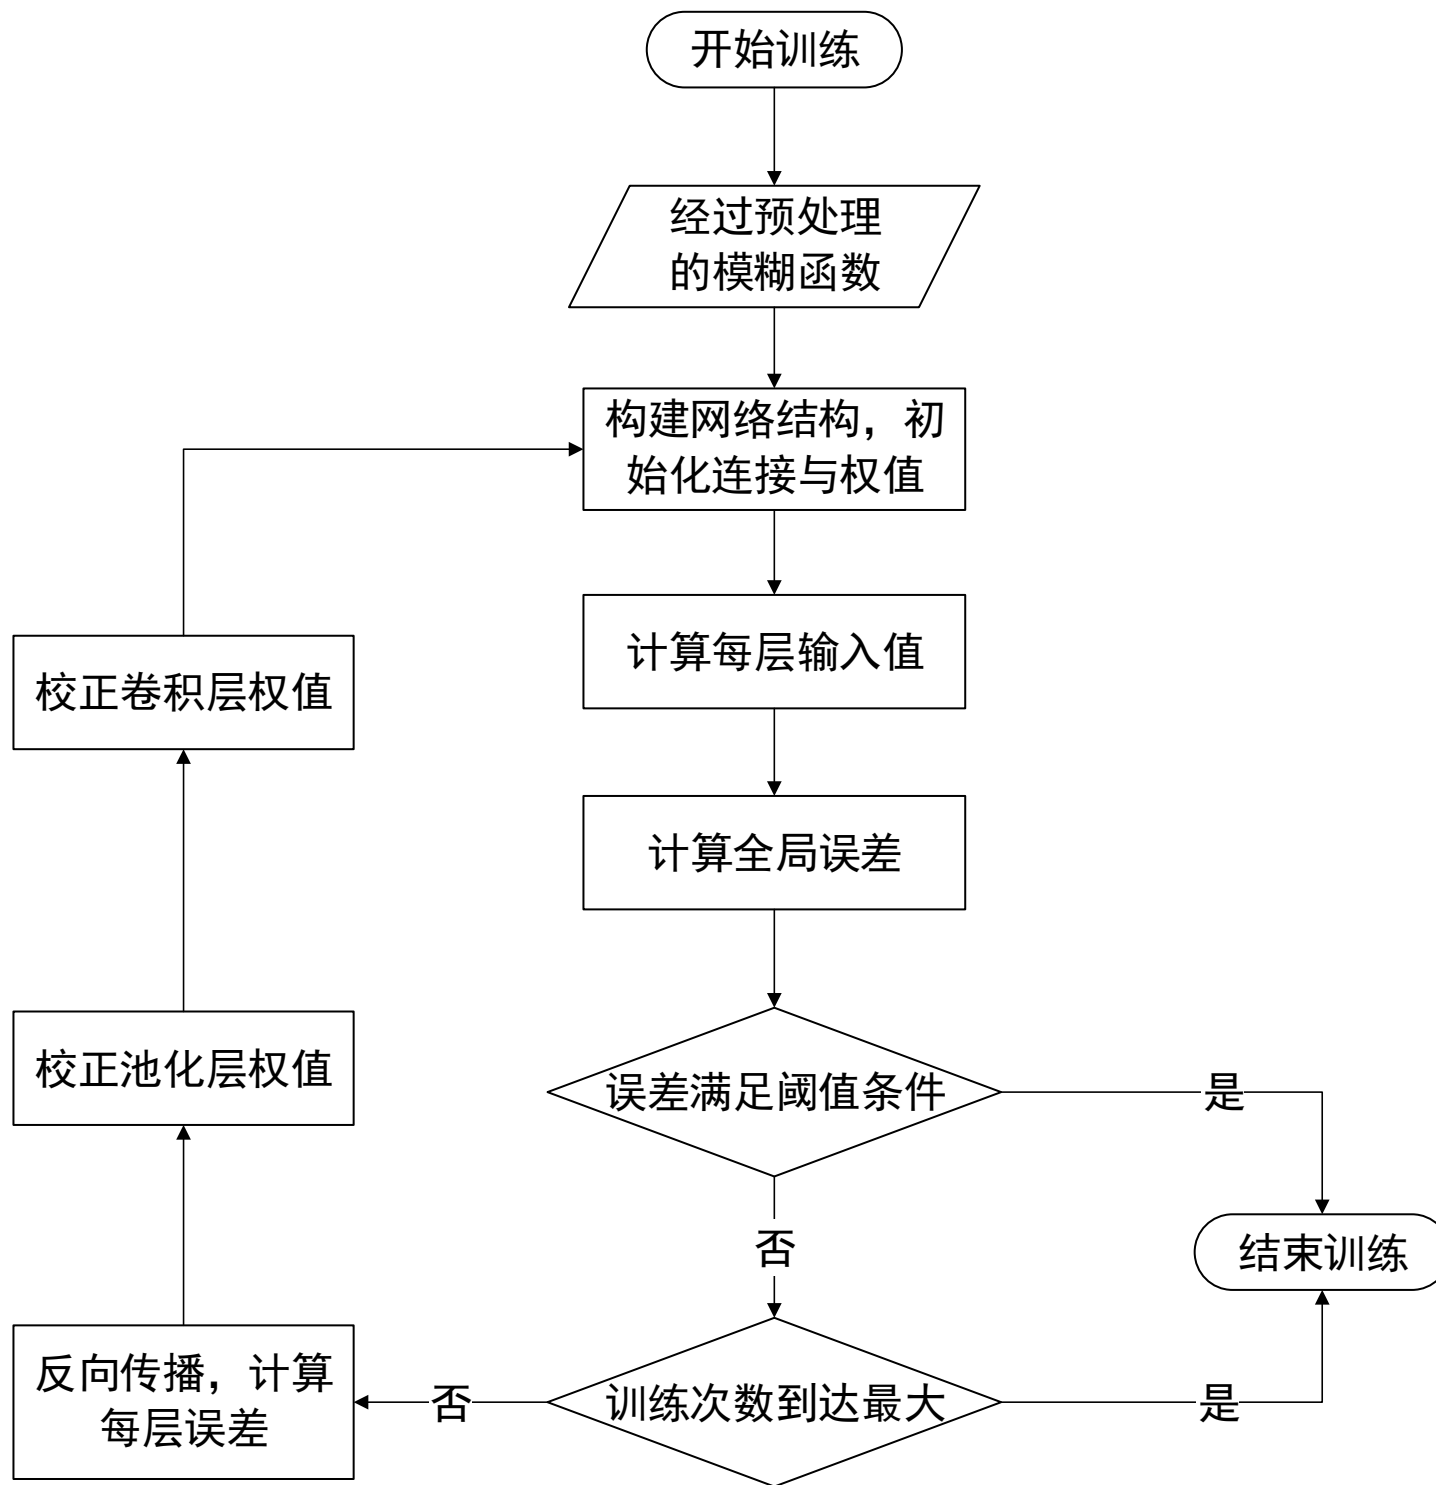 开始训练
经过预处理
的模糊函数
构建网络结构，初
始化连接与权值
计算每层输入值
校正卷积层权值
计算全局误差
校正池化层权值
误差满足阈值条件
是
否
结束训练
反向传播，计算
每层误差
否
训练次数到达最大
是